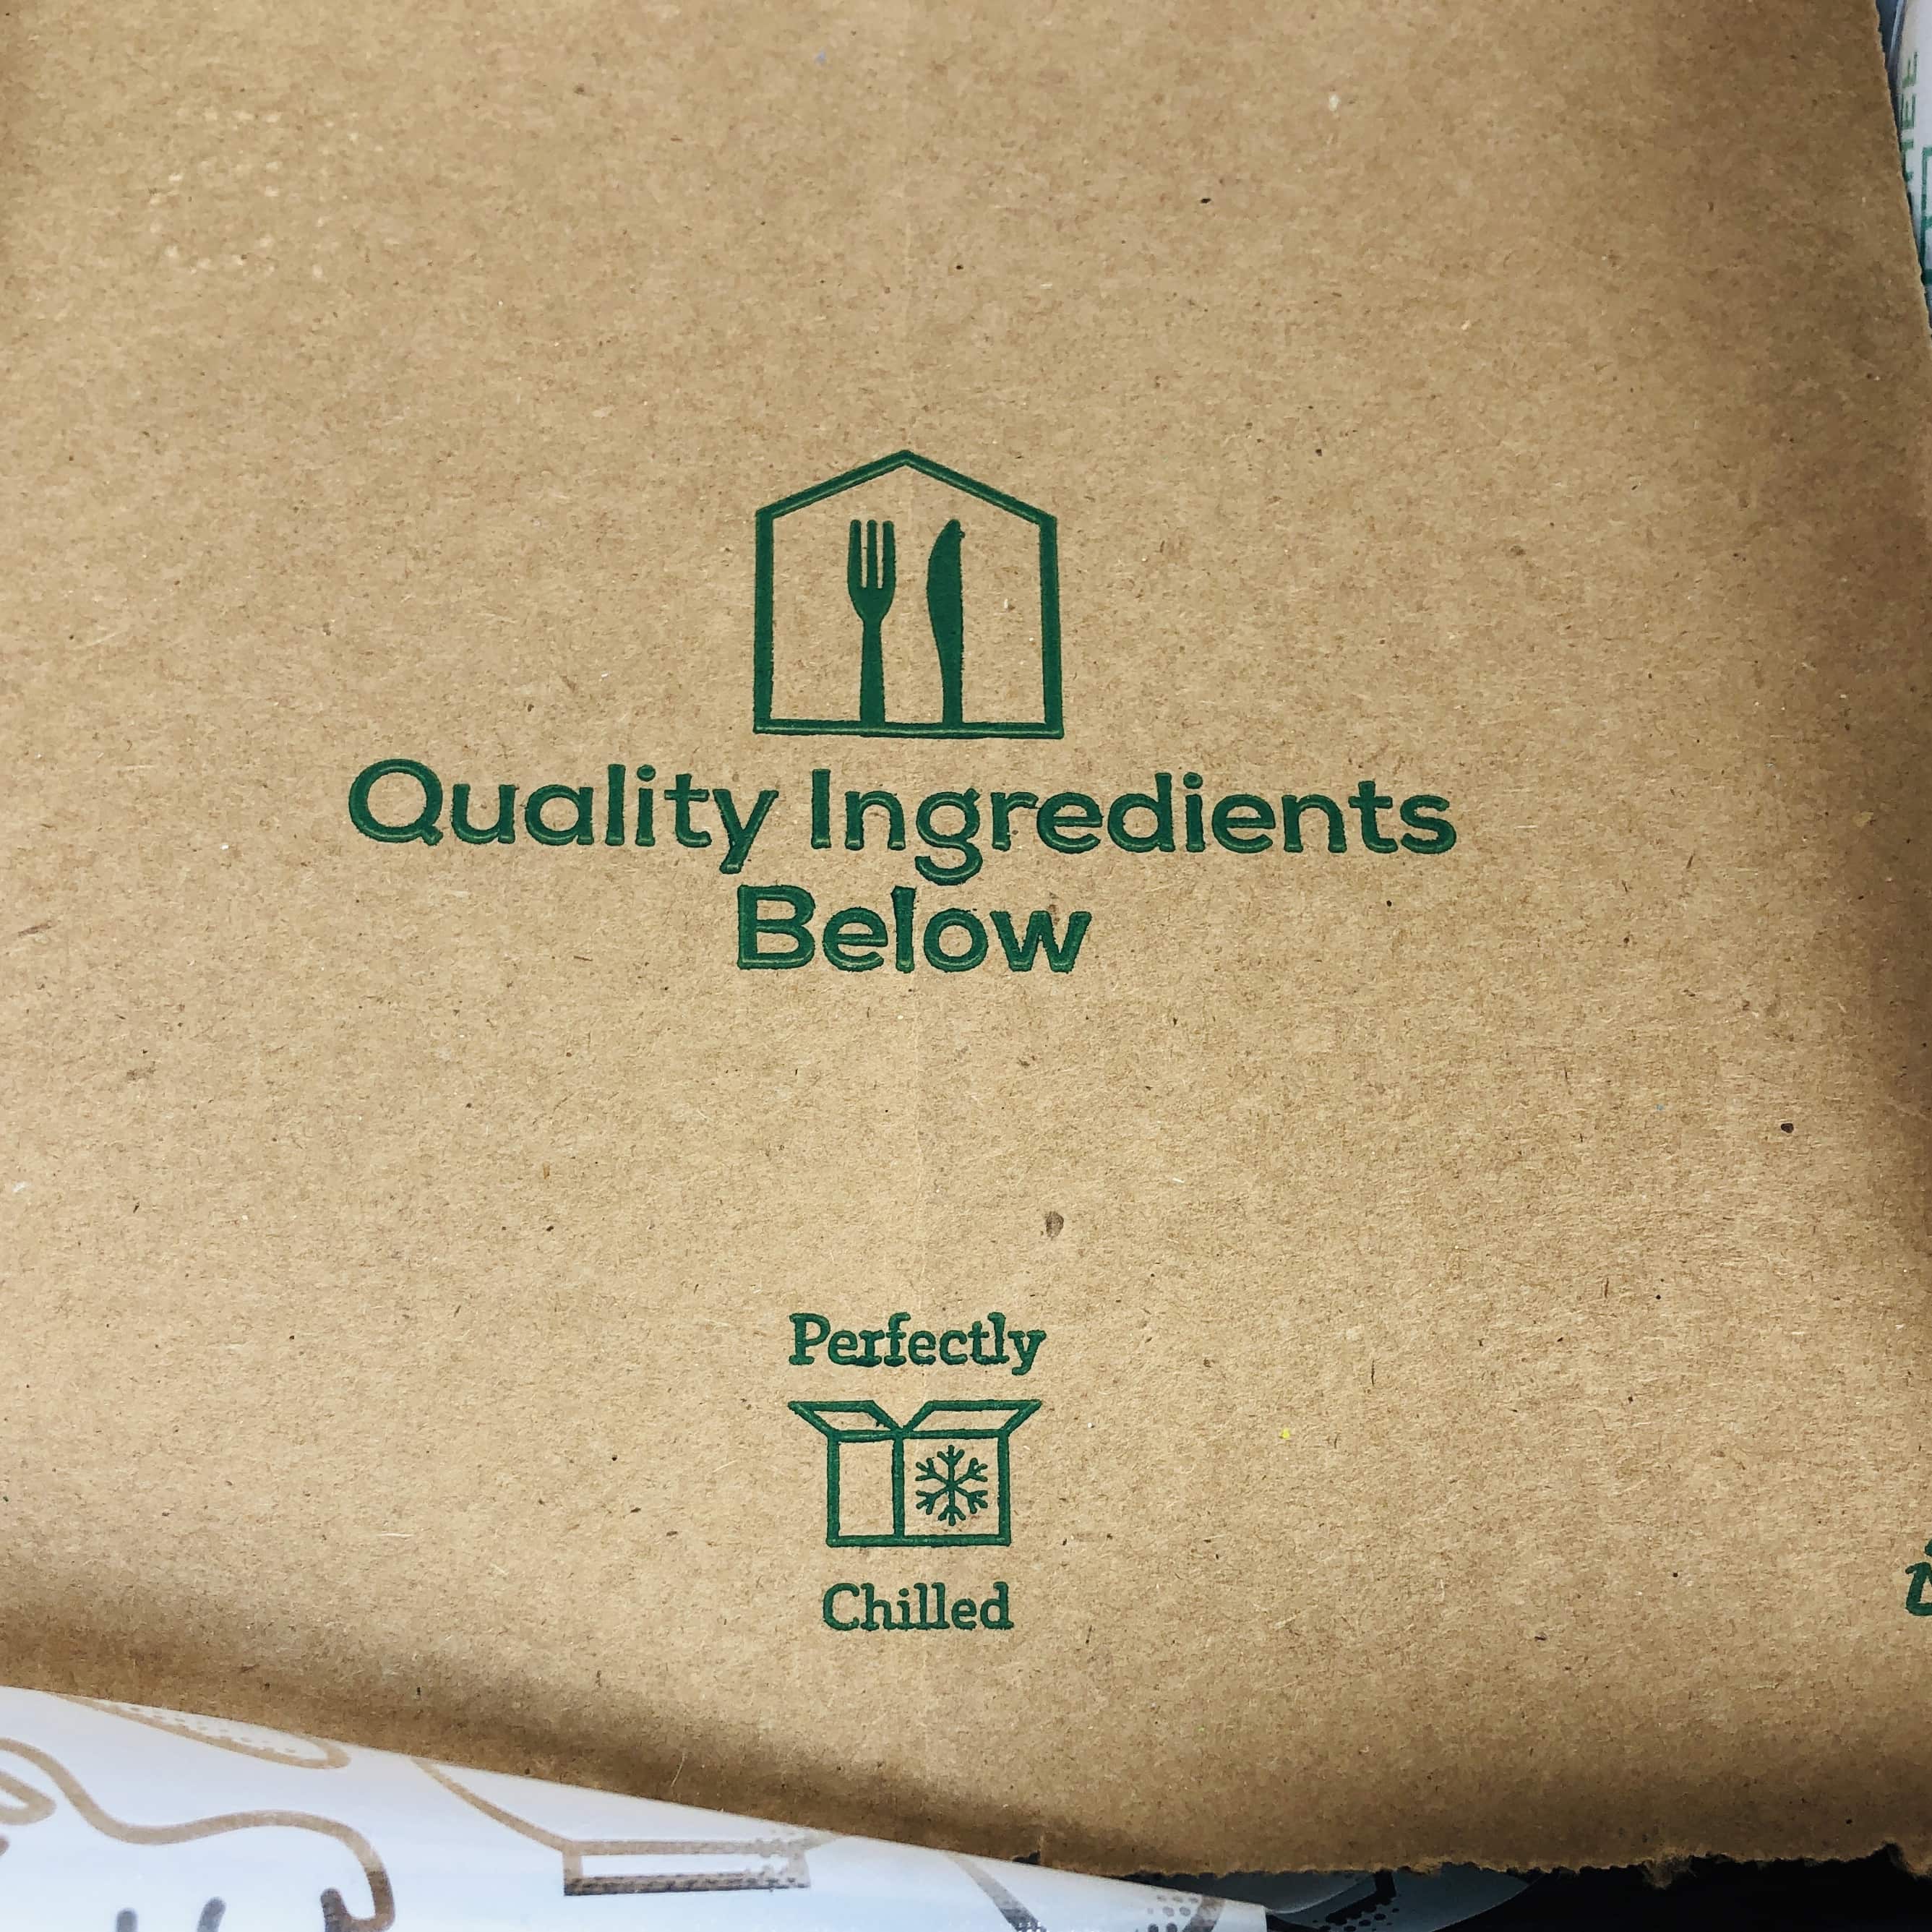 Quality Ingredients
Below
Perfectly
Chilled